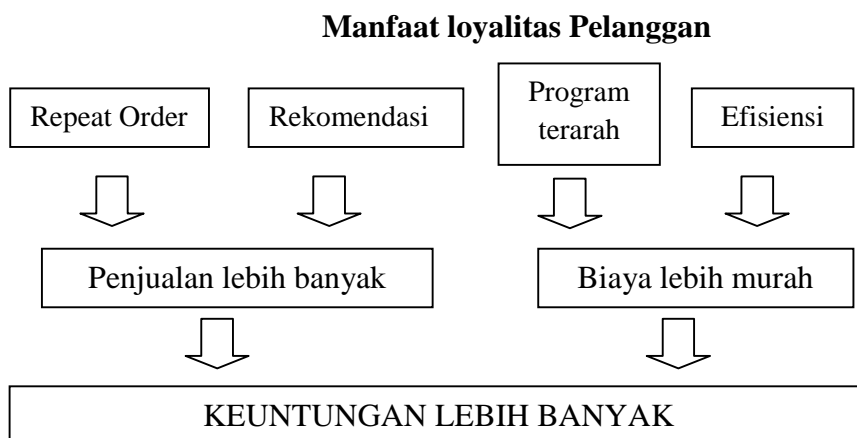 Manfaat loyalitas Pelanggan
Repeat Order
Rekomendasi
Program
terarah
Efisiensi
Penjualan lebih banyak
Biaya lebih murah
KEUNTUNGAN LEBIH BANYAK